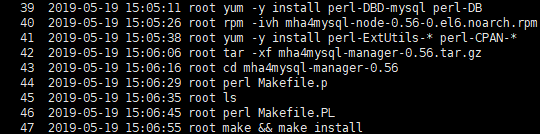 39 2019-05-19 15:05:11 root yum -y install perl-DBD-mysql perl-DB
40 2019-05-19 15:05:26 root rpm -ivh mha4mysql-node-0.56-0.el6.noarch.rpm
41 2019-05-19 15:05:38 root yum -y install perl-ExtUtils-* perl-CPAN-*
42 2019-05-19 15:06:06 root tar -xf mha4mysql-manager-0.56.tar.gz
43 2019-05-19 15:06:16 root cd mha4mysql-manager-0.56
44 2019-05-19 15:06:29 root perl Makefile.p
45 2019-05-19 15:06:35 root ls
46 2019-05-19 15:06:45 root perl Makefile.PL
47 2019-05-19 15:06:55 root make && make install